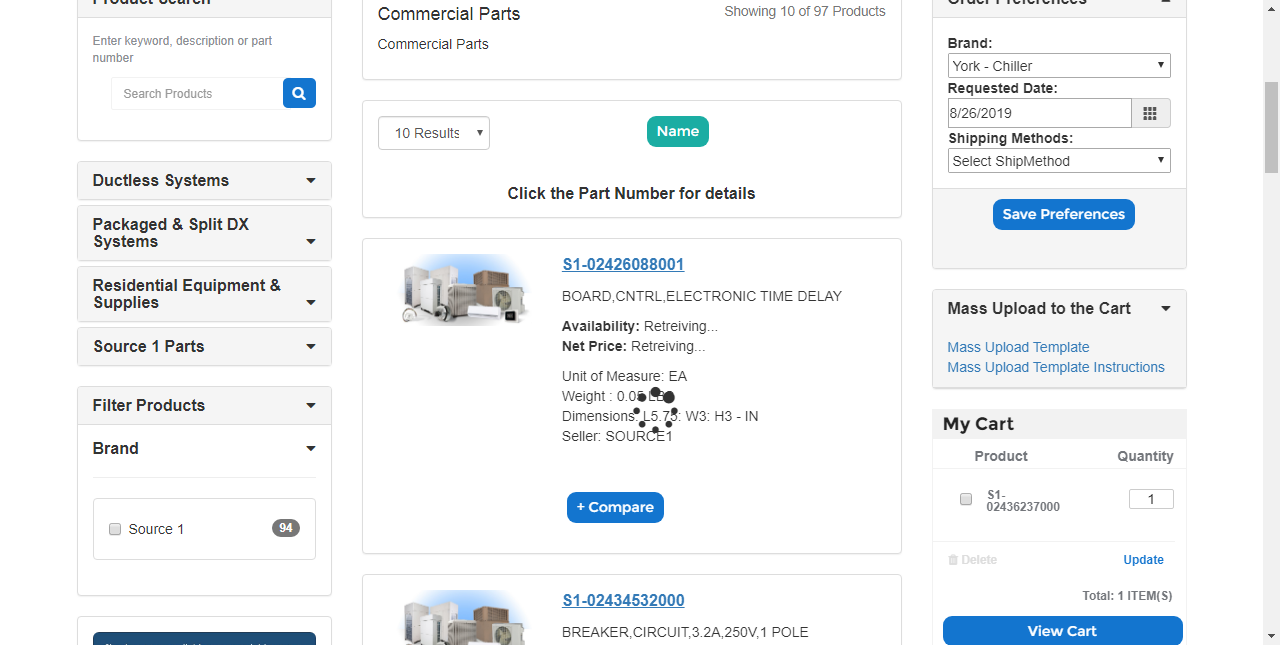 Product Search
Enter keyword, description or part
number
Search Products
Ductless Systems
Packaged & Split DX
Systems
Residential Equipment &
Supplies
Source 1 Parts
Filter Products
Brand
Source 1
94
Commercial Parts
Showing 10 of 97 Products
Commercial Parts
10 Results
Name
Click the Part Number for details
S1-02426088001
BOARD,CNTRL,ELECTRONIC TIME DELAY
Availability: Retreiving...
Net Price: Retreiving...
Unit of Measure: EA
Weight : 0.05 LBS
Dimensions: L5.75: W3: H3 - IN
Seller: SOURCE1
+ Compare
S1-02434532000
BREAKER,CIRCUIT,3.2A,250V,1 POLE
Order Preferences
Brand:
York - Chiller
Requested Date:
8/26/2019
Shipping Methods:
Select ShipMethod
Save Preferences
Mass Upload to the Cart
Mass Upload Template
Mass Upload Template Instructions
My Cart
Product
Quantity
S1-
02436237000
1
Delete
Update
Total: 1 ITEM(S)
View Cart